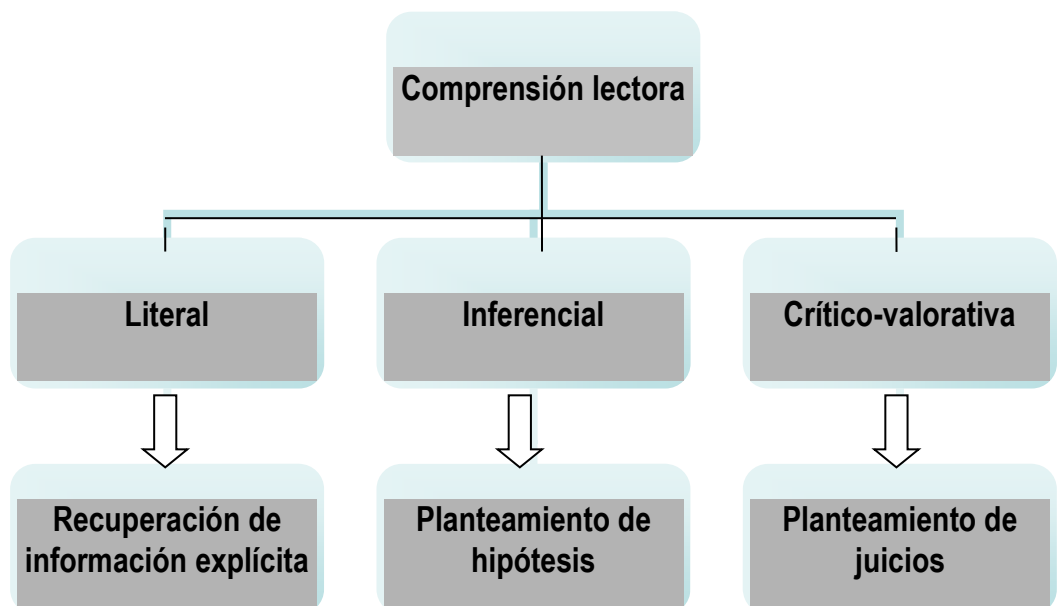 Comprensión lectora
Literal
Inferencial
Crítico-valorativa
Recuperación de
información explícita
Planteamiento de
hipótesis
Planteamiento de
juicios